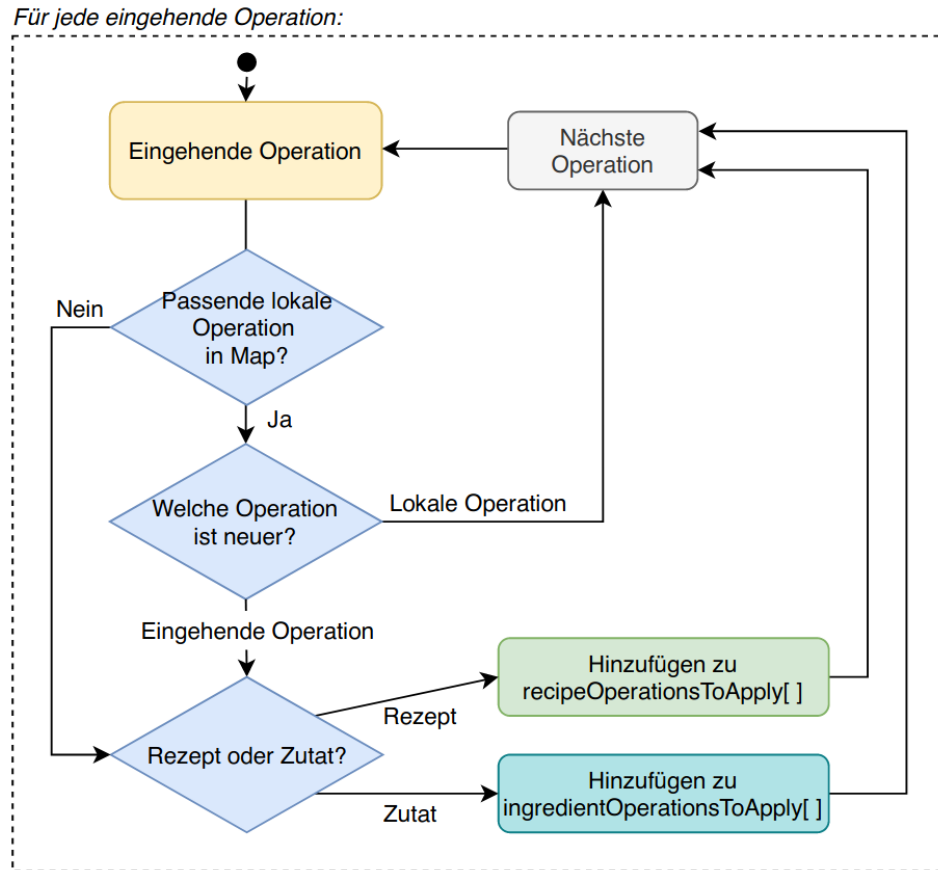 Für jede eingehende Operation:
Eingehende Operation
Nächste
Operation
Nein
Passende lokale
Operation
in Map?
Ja
Welche Operation
ist neuer?
Lokale Operation
Eingehende Operation
Hinzufügen zu
recipeOperationsToApply[ ]
Rezept
Rezept oder Zutat?
Hinzufügen zu
ingredientOperationsToApply[ ]
Zutat